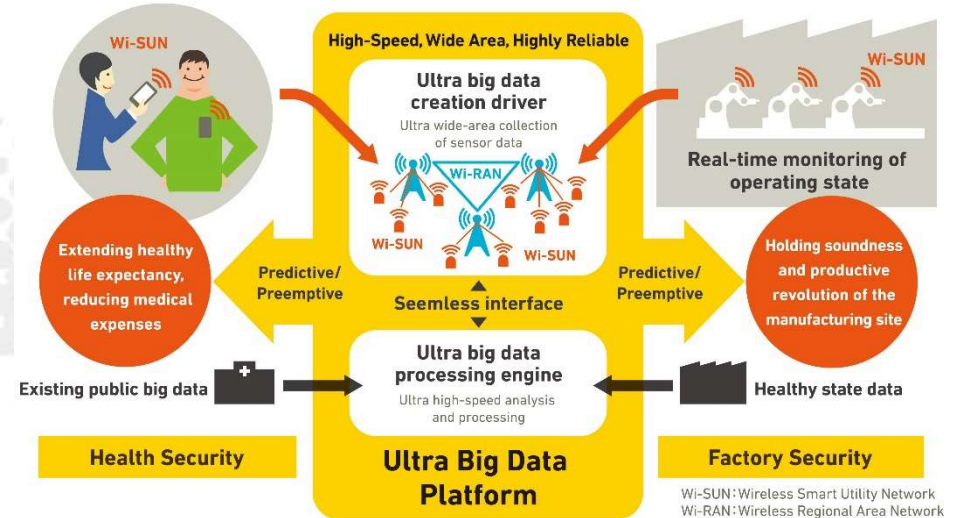 Wi-SUN
High-Speed, Wide Area, Highly Reliable
Ultra big data
creation driver
Ultra wide-area collection
of sensor data
Wi-RAN
Wi-SUN
Wi-SUN
Wi-SUN
Real-time monitoring of
operating state
Extending healthy
life expectancy,
reducing medical
expenses
Predictive/
Preemptive
Seemless interface
Predictive/
Preemptive
Holding soundness
and productive
revolution of the
manufacturing site
Existing public big data
Ultra big data
processing engine
Ultra high-speed analysis
and processing
Healthy state data
Health Security
Ultra Big Data
Platform
Factory Security
Wi-SUN:Wireless Smart Utility Network
Wi-RAN:Wireless Regional Area Network